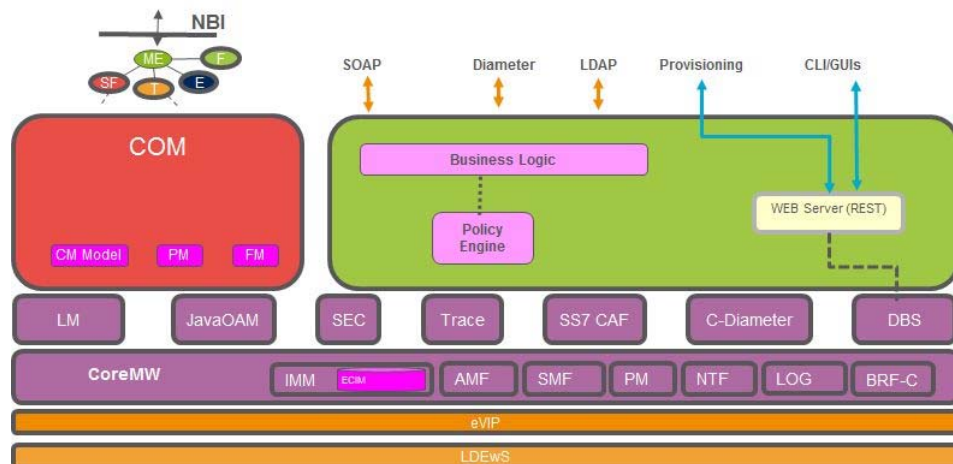 NBI
ME
F
SF
T
E
SOAP
Diameter
LDAP
Provisioning
CLI/GUIs
COM
CM Model
PM
FM
Business Logic
Policy
Engine
WEB Server (REST)
LM
JavaOAM
SEC
Trace
SS7 CAF
C-Diameter
DBS
CoreMW
IMM
ECIM
AMF
SMF
PM
NTF
LOG
BRF-C
eVIP
LDEwS